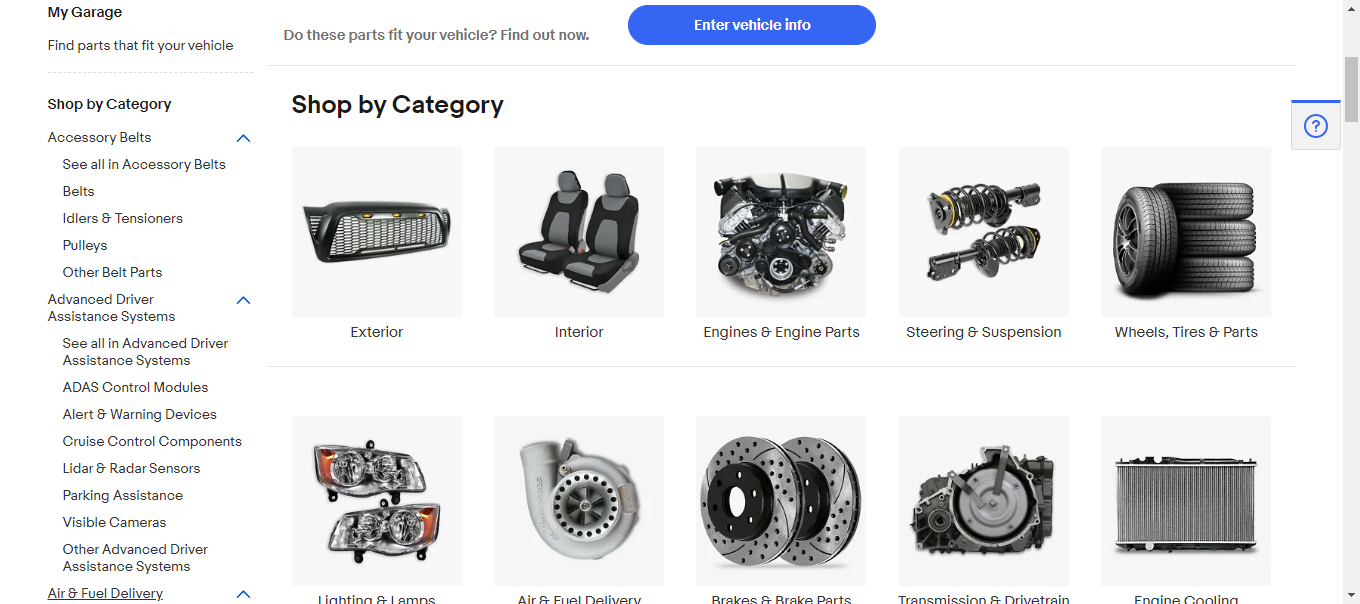 My Garage
Find parts that fit your vehicle
Do these parts fit your vehicle? Find out now.
Enter vehicle info
Shop by Category
Accessory Belts
See all in Accessory Belts
Belts
Idlers & Tensioners
Pulleys
Other Belt Parts
Advanced Driver
Assistance Systems
See all in Advanced Driver
Assistance Systems
ADAS Control Modules
Alert & Warning Devices
Cruise Control Components
Lidar & Radar Sensors
Parking Assistance
Visible Cameras
Other Advanced Driver
Assistance Systems
Air & Fuel Delivery
Shop by Category
Exterior
Interior
Engines & Engine Parts
Steering & Suspension
Wheels, Tires & Parts
Lighting & Lamps
Air & Fuel Delivery
Brakes & Brake Parts
Transmission & Drivetrain
Engine Cooling
?